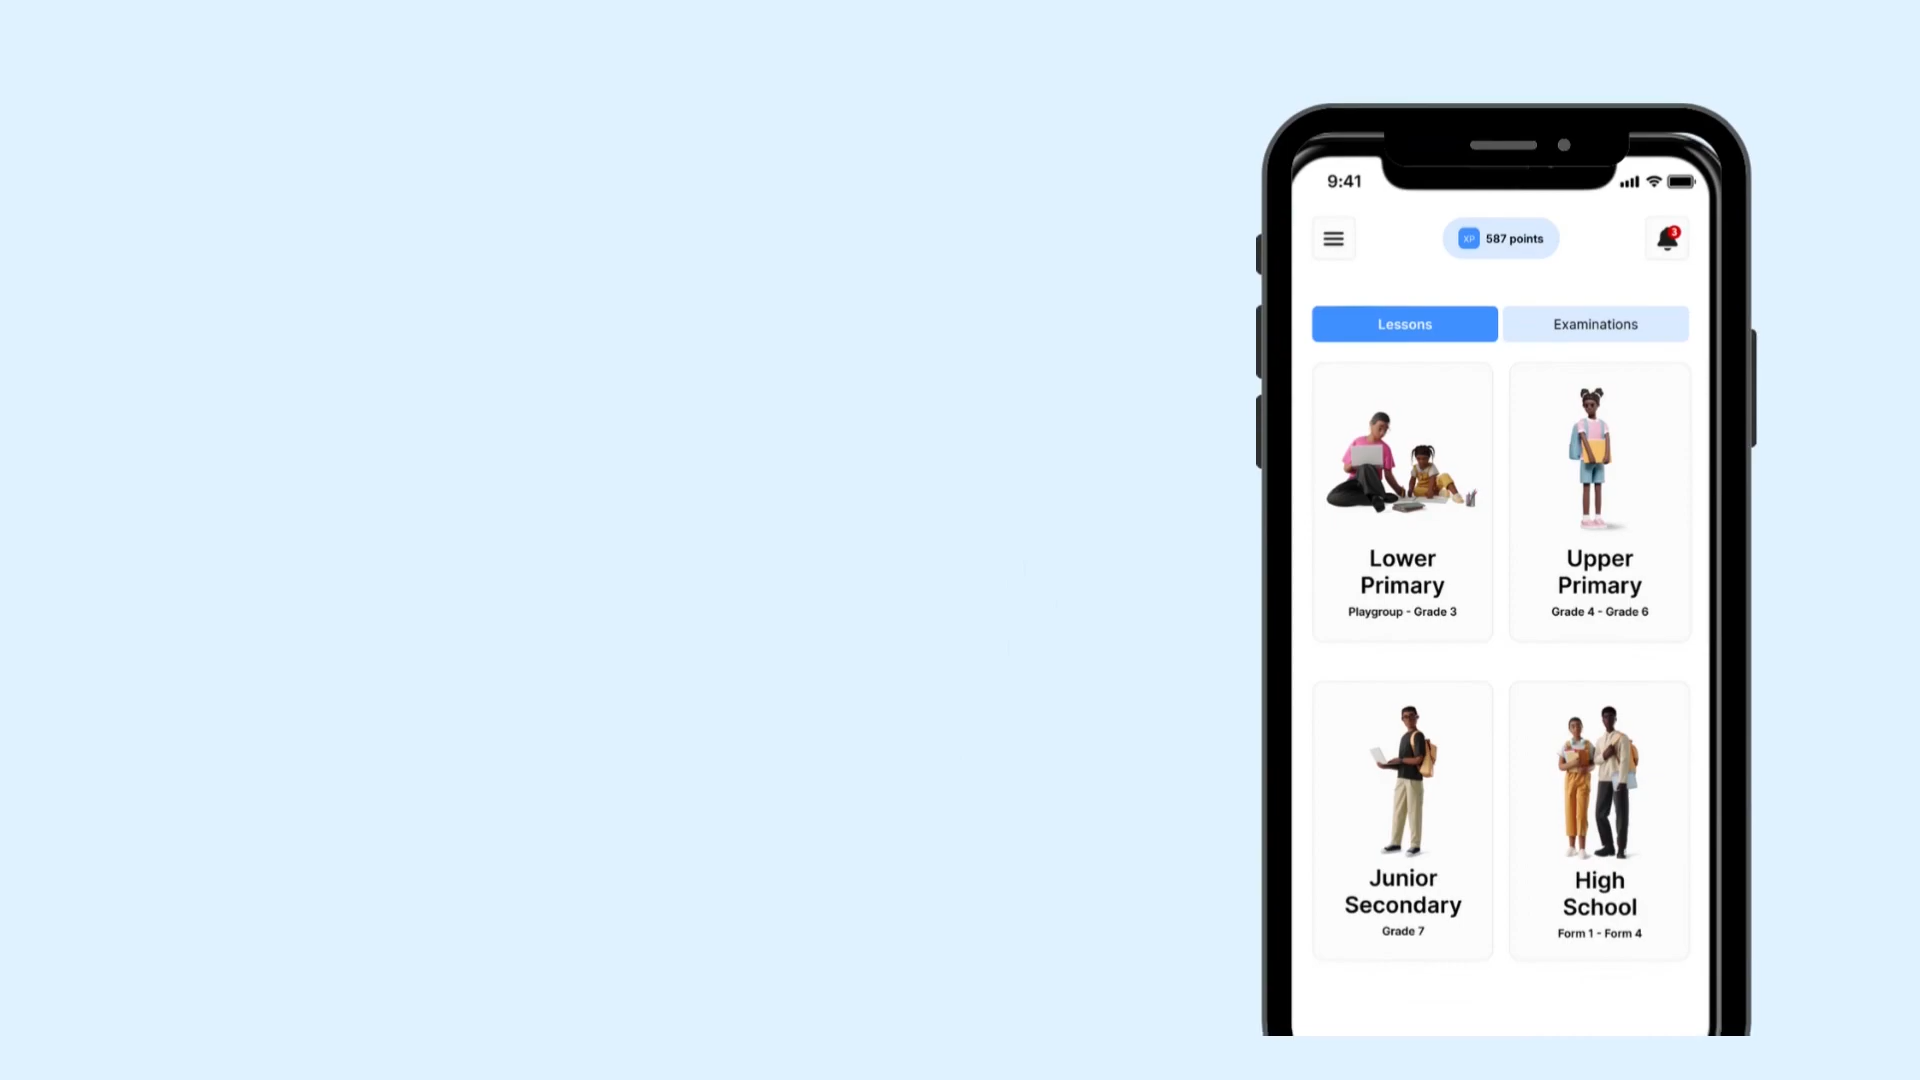 9:41
XP 587 points
3
Lessons
Examinations
Lower
Primary
Playgroup - Grade 3
Upper
Primary
Grade 4 - Grade 6
Junior
Secondary
Grade 7
High
School
Form 1 - Form 4